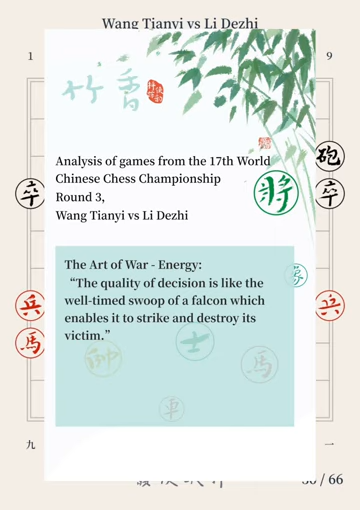 Wang Tianyi vs Li Dezhi
1
9
竹香
砲
卒
卒
將
Analysis of games from the 17th World
Chinese Chess Championship
Round 3,
Wang Tianyi vs Li Dezhi
The Art of War - Energy:
“The quality of decision is like the
well-timed swoop of a falcon which
enables it to strike and destroy its
victim.”
象
兵
兵
馬
帥
士
馬
車
九
一
/ 66